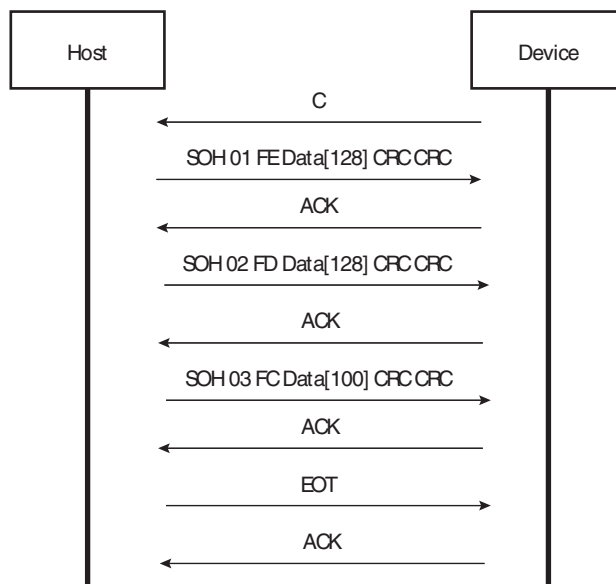 Host
Device
C
SOH 01 FE Data[128] CRC CRC
ACK
SOH 02 FD Data[128] CRC CRC
ACK
SOH 03 FC Data[100] CRC CRC
ACK
EOT
ACK